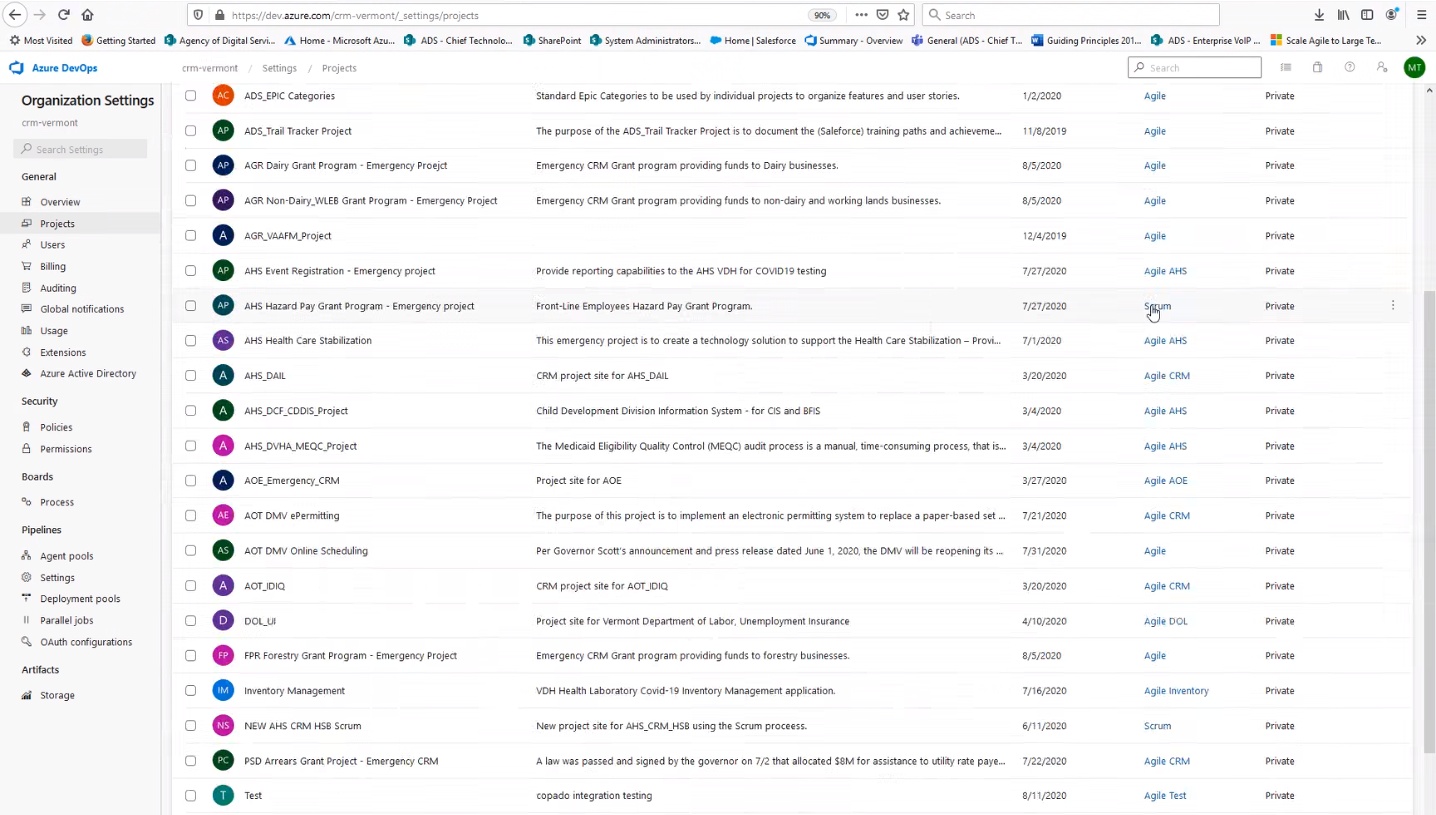 https://dev.azure.com/crm-vermont/_settings/projects 90% Search
Most Visited Getting Started Agency of Digital Servi... Home - Microsoft Azu... ADS - Chief Technolo... SharePoint System Administrators... Home | Salesforce Summary - Overview General (ADS - Chief T... Guiding Principles 201... ADS - Enterprise VoIP ... Scale Agile to Large Te...
Azure DevOps crm-vermont / Settings / Projects Search MT
Organization Settings
crm-vermont
Search Settings
General
Overview
Projects
Users
Billing
Auditing
Global notifications
Usage
Extensions
Azure Active Directory
Security
Policies
Permissions
Boards
Process
Pipelines
Agent pools
Settings
Deployment pools
Parallel jobs
OAuth configurations
Artifacts
Storage
AC ADS_EPIC Categories Standard Epic Categories to be used by individual projects to organize features and user stories. 1/2/2020 Agile Private
AP ADS_Trail Tracker Project The purpose of the ADS_Trail Tracker Project is to document the (Saleforce) training paths and achieveme... 11/8/2019 Agile Private
AP AGR Dairy Grant Program - Emergency Proejct Emergency CRM Grant program providing funds to Dairy businesses. 8/5/2020 Agile Private
AP AGR Non-Dairy_WLEB Grant Program - Emergency Project Emergency CRM Grant program providing funds to non-dairy and working lands businesses. 8/5/2020 Agile Private
A AGR_VAAFM_Project 12/4/2019 Agile Private
AP AHS Event Registration - Emergency project Provide reporting capabilities to the AHS VDH for COVID19 testing 7/27/2020 Agile AHS Private
AP AHS Hazard Pay Grant Program - Emergency project Front-Line Employees Hazard Pay Grant Program. 7/27/2020 Scrum Private
AS AHS Health Care Stabilization This emergency project is to create a technology solution to support the Health Care Stabilization – Provi... 7/1/2020 Agile AHS Private
A AHS_DAIL CRM project site for AHS_DAIL 3/20/2020 Agile CRM Private
A AHS_DCF_CDDIS_Project Child Development Division Information System - for CIS and BFIS 3/4/2020 Agile AHS Private
A AHS_DVHA_MEQC_Project The Medicaid Eligibility Quality Control (MEQC) audit process is a manual, time-consuming process, that is... 3/4/2020 Agile AHS Private
A AOE_Emergency_CRM Project site for AOE 3/27/2020 Agile AOE Private
AE AOT DMV ePermitting The purpose of this project is to implement an electronic permitting system to replace a paper-based set ... 7/21/2020 Agile CRM Private
AS AOT DMV Online Scheduling Per Governor Scott's announcement and press release dated June 1, 2020, the DMV will be reopening its ... 7/31/2020 Agile Private
A AOT_IDIQ CRM project site for AOT_IDIQ 3/20/2020 Agile CRM Private
D DOL_UI Project site for Vermont Department of Labor, Unemployment Insurance 4/10/2020 Agile DOL Private
FP FPR Forestry Grant Program - Emergency Project Emergency CRM Grant program providing funds to forestry businesses. 8/5/2020 Agile Private
IM Inventory Management VDH Health Laboratory Covid-19 Inventory Management application. 7/16/2020 Agile Inventory Private
NS NEW AHS CRM HSB Scrum New project site for AHS_CRM_HSB using the Scrum proceess. 6/11/2020 Scrum Private
PC PSD Arrears Grant Project - Emergency CRM A law was passed and signed by the governor on 7/2 that allocated $8M for assistance to utility rate paye... 7/22/2020 Agile CRM Private
T Test copado integration testing 8/11/2020 Agile Test Private